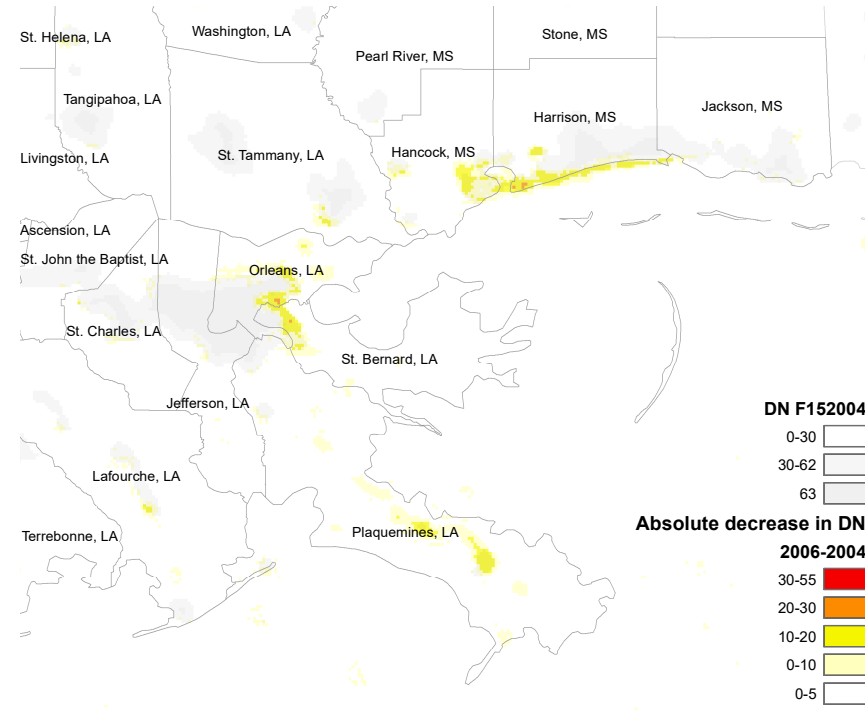 Washington, LA
Stone, MS
St. Helena, LA
Pearl River, MS
Tangipahoa, LA
Jackson, MS
Harrison, MS
Hancock, MS
Livingston, LA
St. Tammany, LA
Ascension, LA
St. John the Baptist, LA
Orleans, LA
St. Charles, LA
St. Bernard, LA
Jefferson, LA
Lafourche, LA
Terrebonne, LA
Plaquemines, LA
DN F152004
0-30
30-62
63
Absolute decrease in DN
2006-2004
30-55
20-30
10-20
0-10
0-5